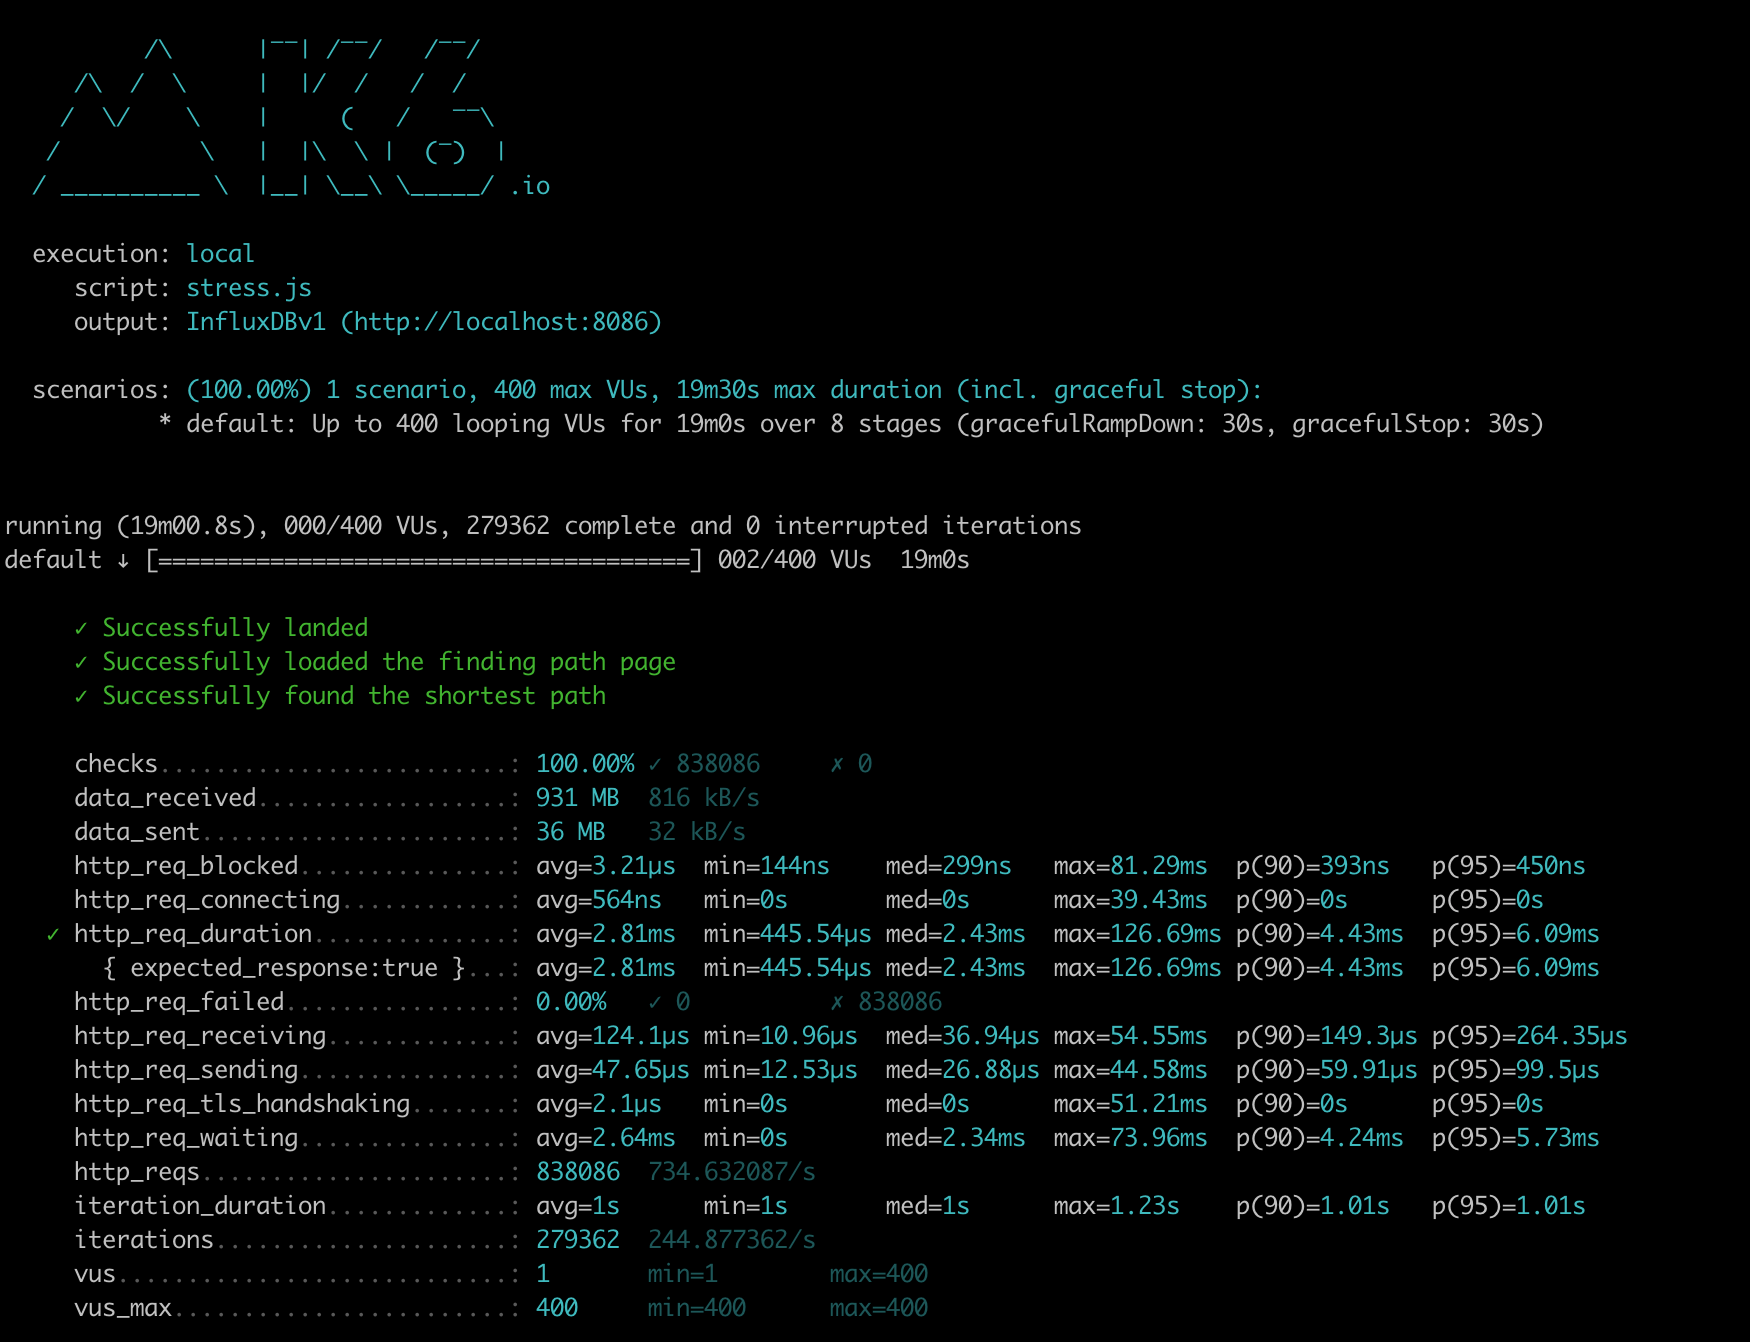 /\      |‾‾| /‾‾/   /‾‾/
     /\  /  \     |  |/  /   /  /
    /  \/    \    |     (   /   ‾‾\
   /          \   |  |\  \ |  (‾)  |
  / __________ \  |__| \__\ \_____/ .io
execution: local
script: stress.js
output: InfluxDBv1 (http://localhost:8086)
scenarios: (100.00%) 1 scenario, 400 max VUs, 19m30s max duration (incl. graceful stop):
* default: Up to 400 looping VUs for 19m0s over 8 stages (gracefulRampDown: 30s, gracefulStop: 30s)
running (19m00.8s), 000/400 VUs, 279362 complete and 0 interrupted iterations
default ↓ [======================================] 002/400 VUs  19m0s
✓ Successfully landed
✓ Successfully loaded the finding path page
✓ Successfully found the shortest path
checks.........................: 100.00% ✓ 838086     ✗ 0
data_received..................: 931 MB  816 kB/s
data_sent......................: 36 MB   32 kB/s
http_req_blocked...............: avg=3.21µs  min=144ns    med=299ns   max=81.29ms  p(90)=393ns   p(95)=450ns
http_req_connecting............: avg=564ns   min=0s       med=0s      max=39.43ms  p(90)=0s      p(95)=0s
✓ http_req_duration..............: avg=2.81ms  min=445.54µs med=2.43ms  max=126.69ms p(90)=4.43ms  p(95)=6.09ms
{ expected_response:true }...: avg=2.81ms  min=445.54µs med=2.43ms  max=126.69ms p(90)=4.43ms  p(95)=6.09ms
http_req_failed................: 0.00%   ✓ 0          ✗ 838086
http_req_receiving.............: avg=124.1µs min=10.96µs  med=36.94µs max=54.55ms  p(90)=149.3µs p(95)=264.35µs
http_req_sending...............: avg=47.65µs min=12.53µs  med=26.88µs max=44.58ms  p(90)=59.91µs p(95)=99.5µs
http_req_tls_handshaking.......: avg=2.1µs   min=0s       med=0s      max=51.21ms  p(90)=0s      p(95)=0s
http_req_waiting...............: avg=2.64ms  min=0s       med=2.34ms  max=73.96ms  p(90)=4.24ms  p(95)=5.73ms
http_reqs......................: 838086  734.632087/s
iteration_duration.............: avg=1s      min=1s       med=1s      max=1.23s    p(90)=1.01s   p(95)=1.01s
iterations.....................: 279362  244.877362/s
vus............................: 1       min=1        max=400
vus_max........................: 400     min=400      max=400